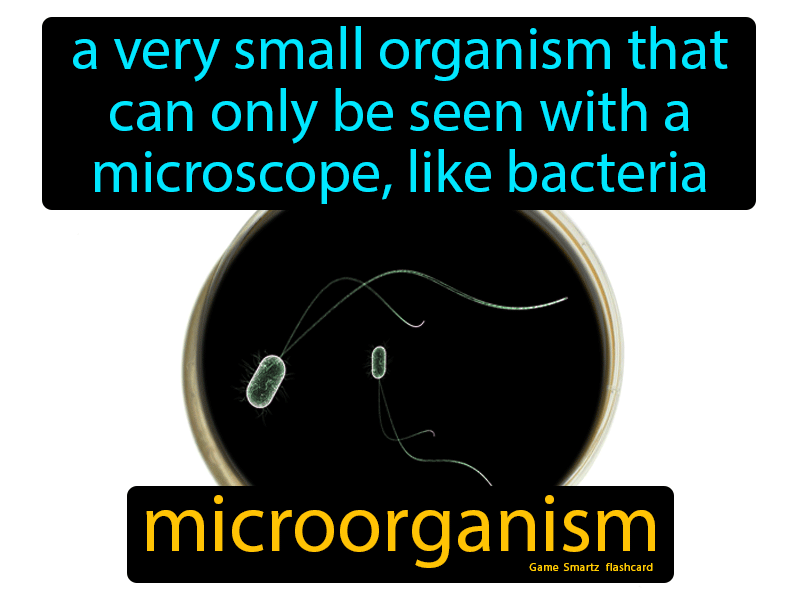 a very small organism that
can only be seen with a
microscope, like bacteria
microorganism
Game Smartz flashcard